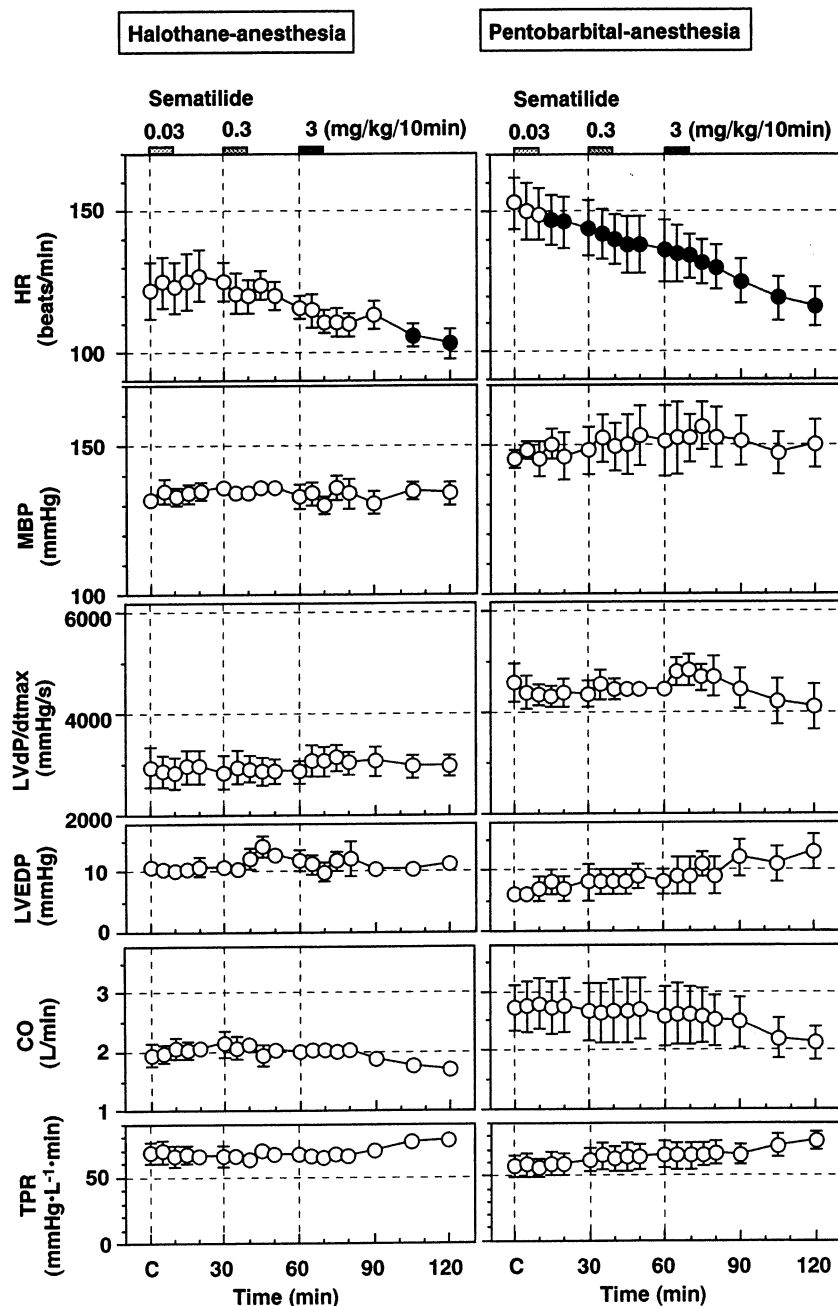 Halothane-anesthesia
Pentobarbital-anesthesia
Sematilide
Sematilide
0.03 0.3 3 (mg/kg/10min)
0.03 0.3 3 (mg/kg/10min)
150
100
HR
(beats/min)
150
100
150
100
MBP
(mmHg)
150
6000
4000
2000
LVdP/dtmax
(mmHg/s)
10
0
LVEDP
(mmHg)
3
2
1
CO
(L/min)
50
0
TPR
(mmHg•L⁻¹•min)
C 30 60 90 120
C 30 60 90 120
Time (min)
Time (min)